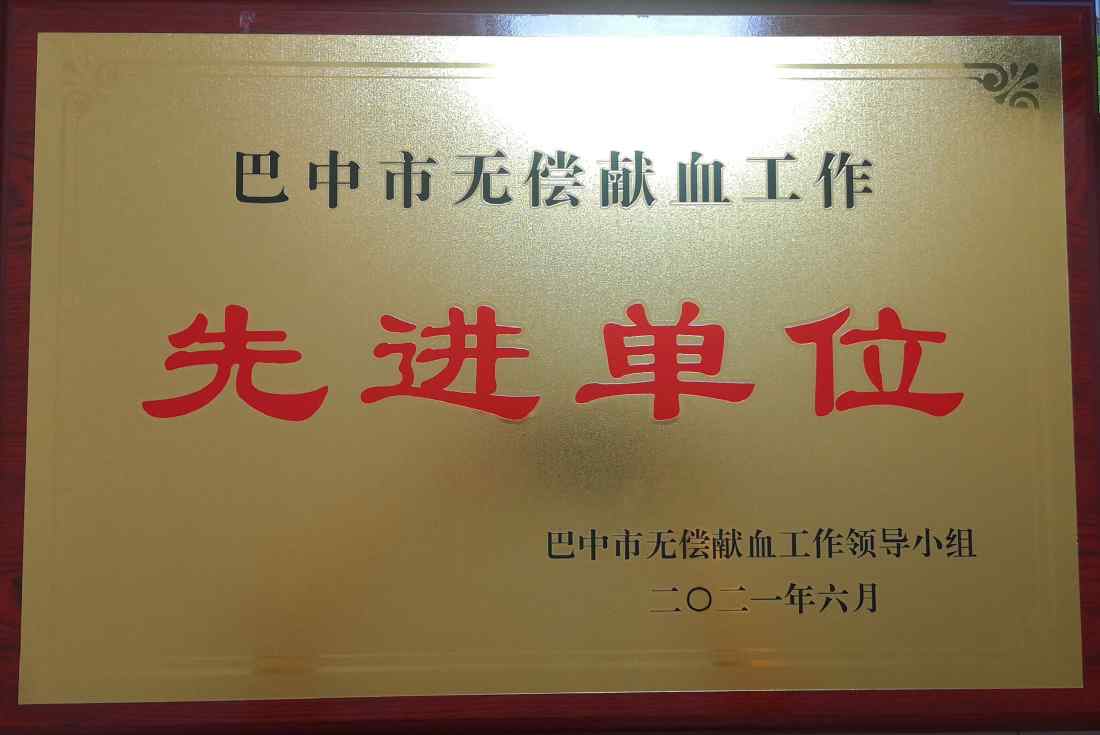 巴中市无偿献血工作
先进单位
巴中市无偿献血工作领导小组
二〇二一年六月